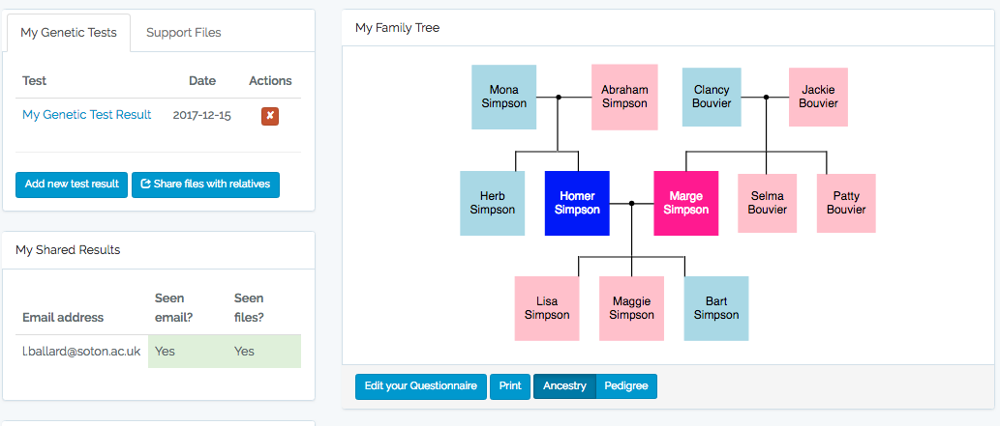 My Genetic Tests
Support Files
Test Date Actions
My Genetic Test Result 2017-12-15 ✘
Add new test result
Share files with relatives
My Shared Results
Email address Seen email? Seen files?
l.ballard@soton.ac.uk Yes Yes
My Family Tree
Mona
Simpson
Abraham
Simpson
Clancy
Bouvier
Jackie
Bouvier
Herb
Simpson
Homer
Simpson
Marge
Simpson
Selma
Bouvier
Patty
Bouvier
Lisa
Simpson
Maggie
Simpson
Bart
Simpson
Edit your Questionnaire
Print
Ancestry
Pedigree